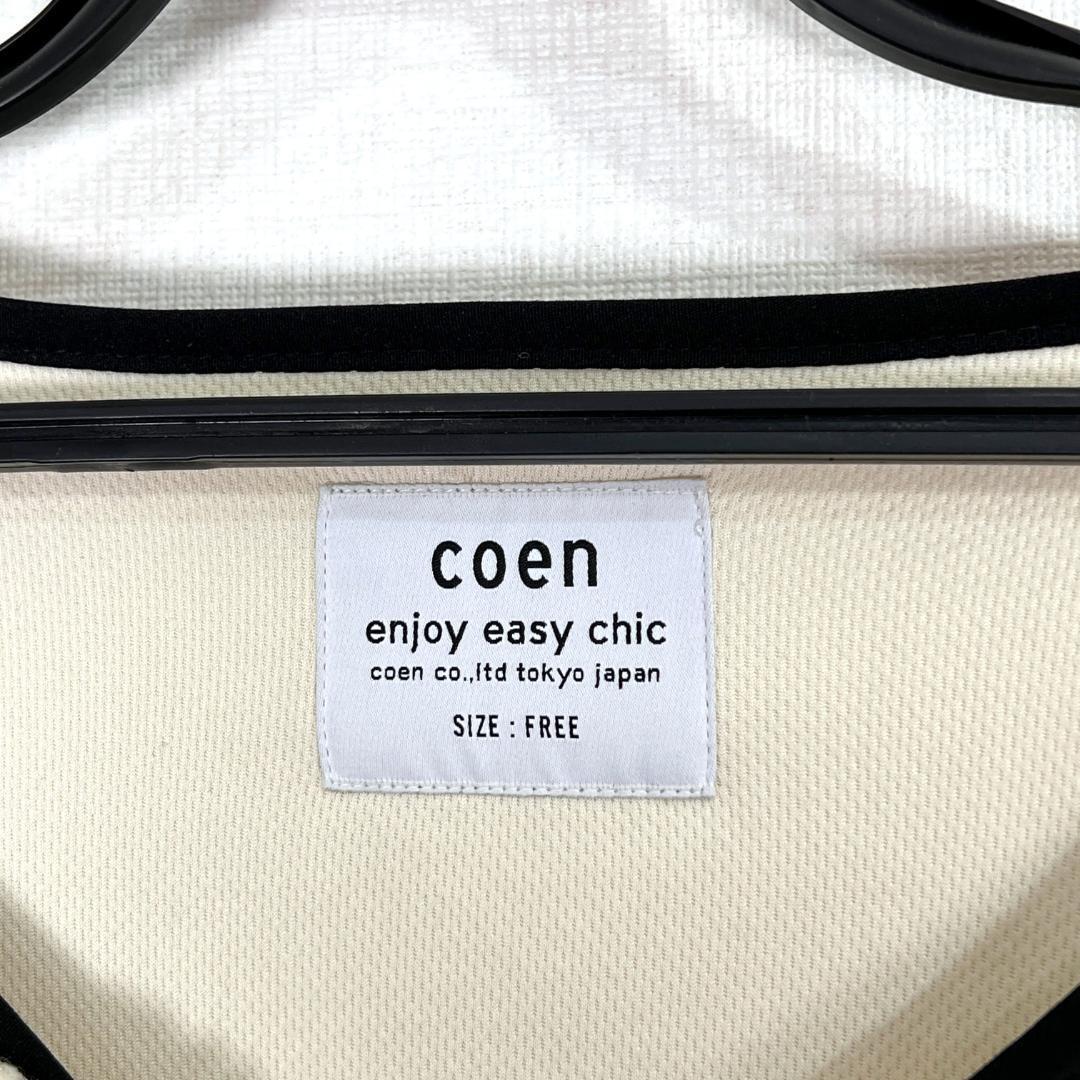 coen
enjoy easy chic
coen co.,ltd tokyo japan
SIZE : FREE